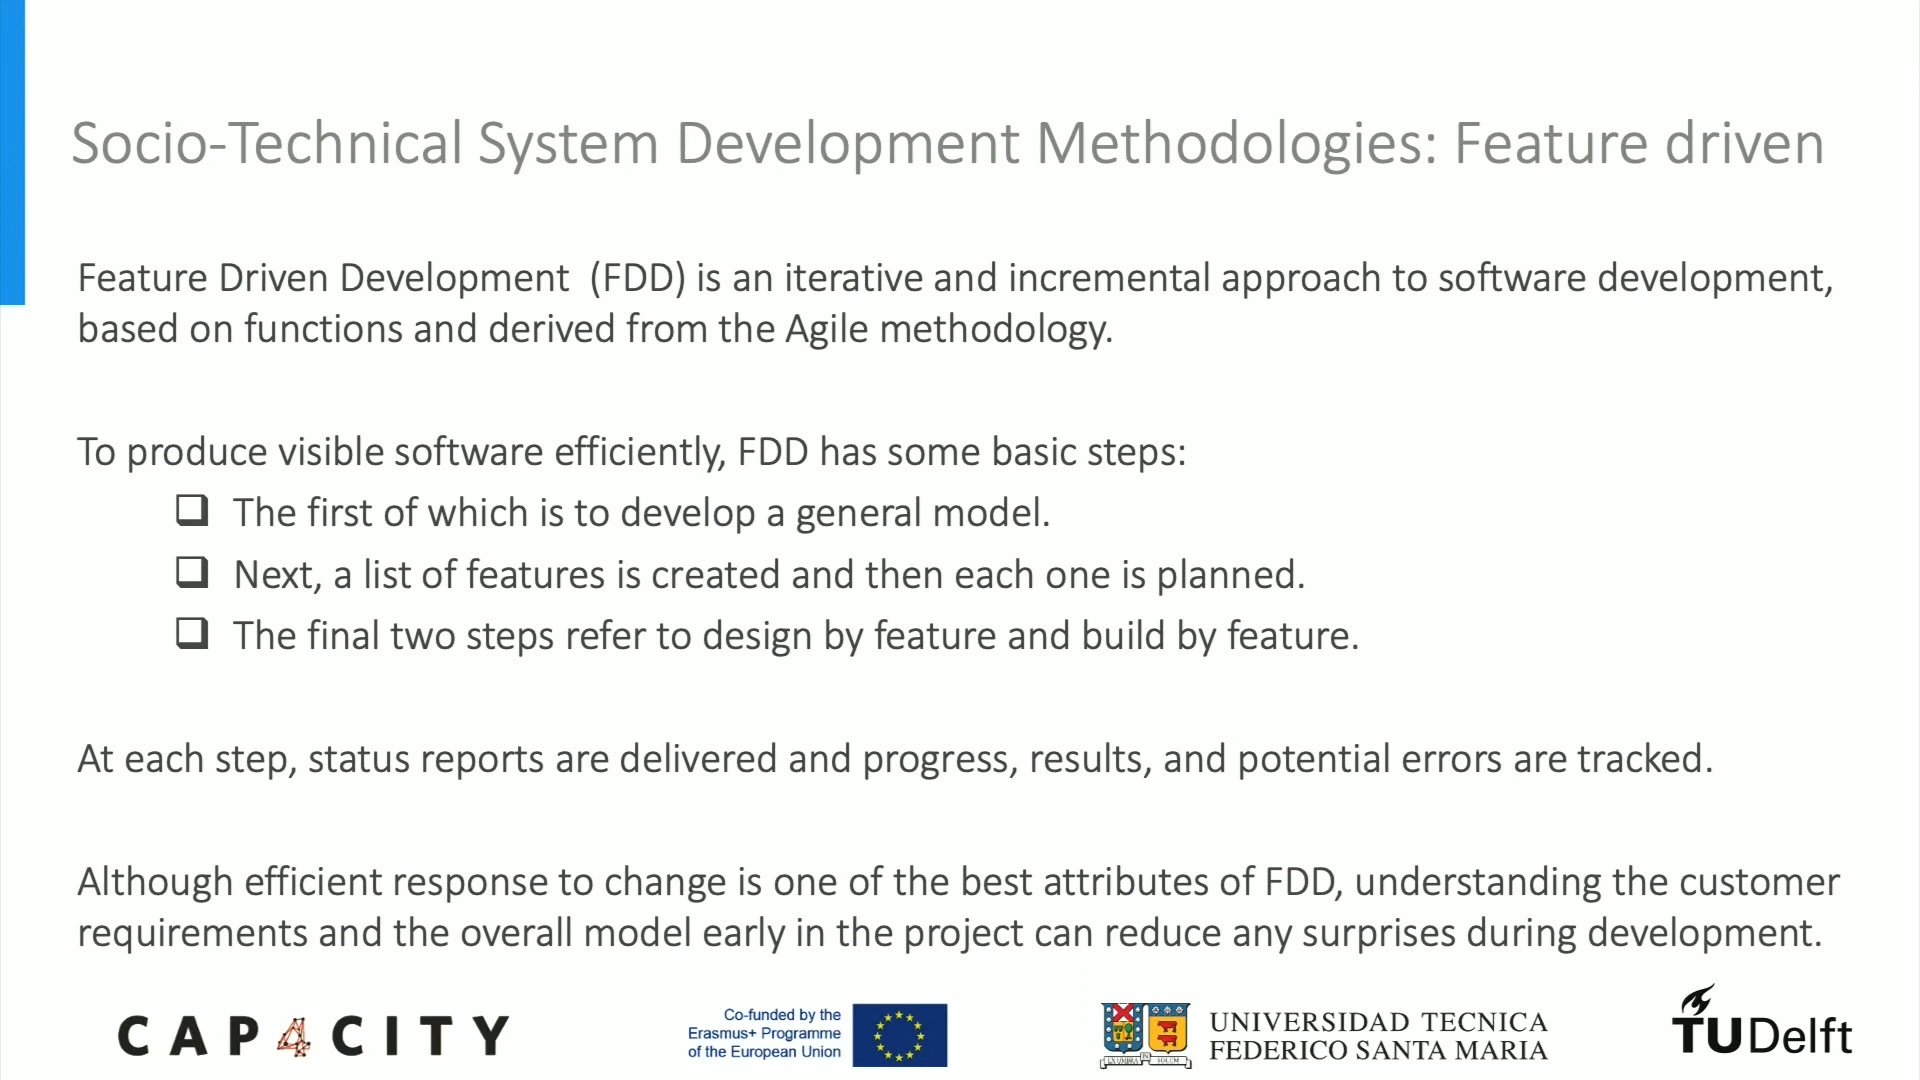 Socio-Technical System Development Methodologies: Feature driven
Feature Driven Development (FDD) is an iterative and incremental approach to software development,
based on functions and derived from the Agile methodology.
To produce visible software efficiently, FDD has some basic steps:
The first of which is to develop a general model.
Next, a list of features is created and then each one is planned.
The final two steps refer to design by feature and build by feature.
At each step, status reports are delivered and progress, results, and potential errors are tracked.
Although efficient response to change is one of the best attributes of FDD, understanding the customer
requirements and the overall model early in the project can reduce any surprises during development.
CAP4CITY
Co-funded by the
Erasmus+ Programme
of the European Union
EX UMBRA IN SOLEM
UNIVERSIDAD TECNICA
FEDERICO SANTA MARIA
TUDelft